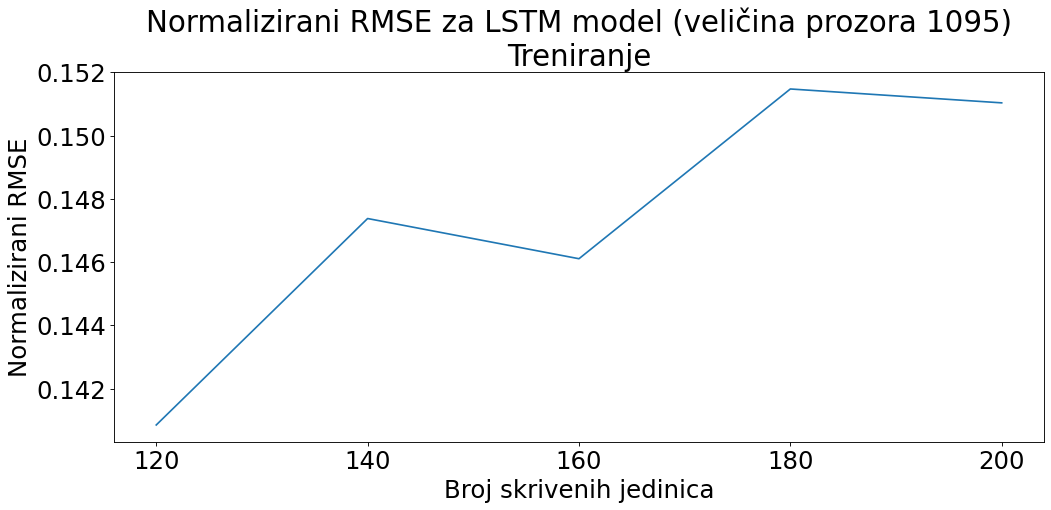 Normalizirani RMSE za LSTM model (veličina prozora 1095)
Treniranje
0.152
0.150
0.148
0.146
0.144
0.142
Normalizirani RMSE
120 140 160 180 200
Broj skrivenih jedinica